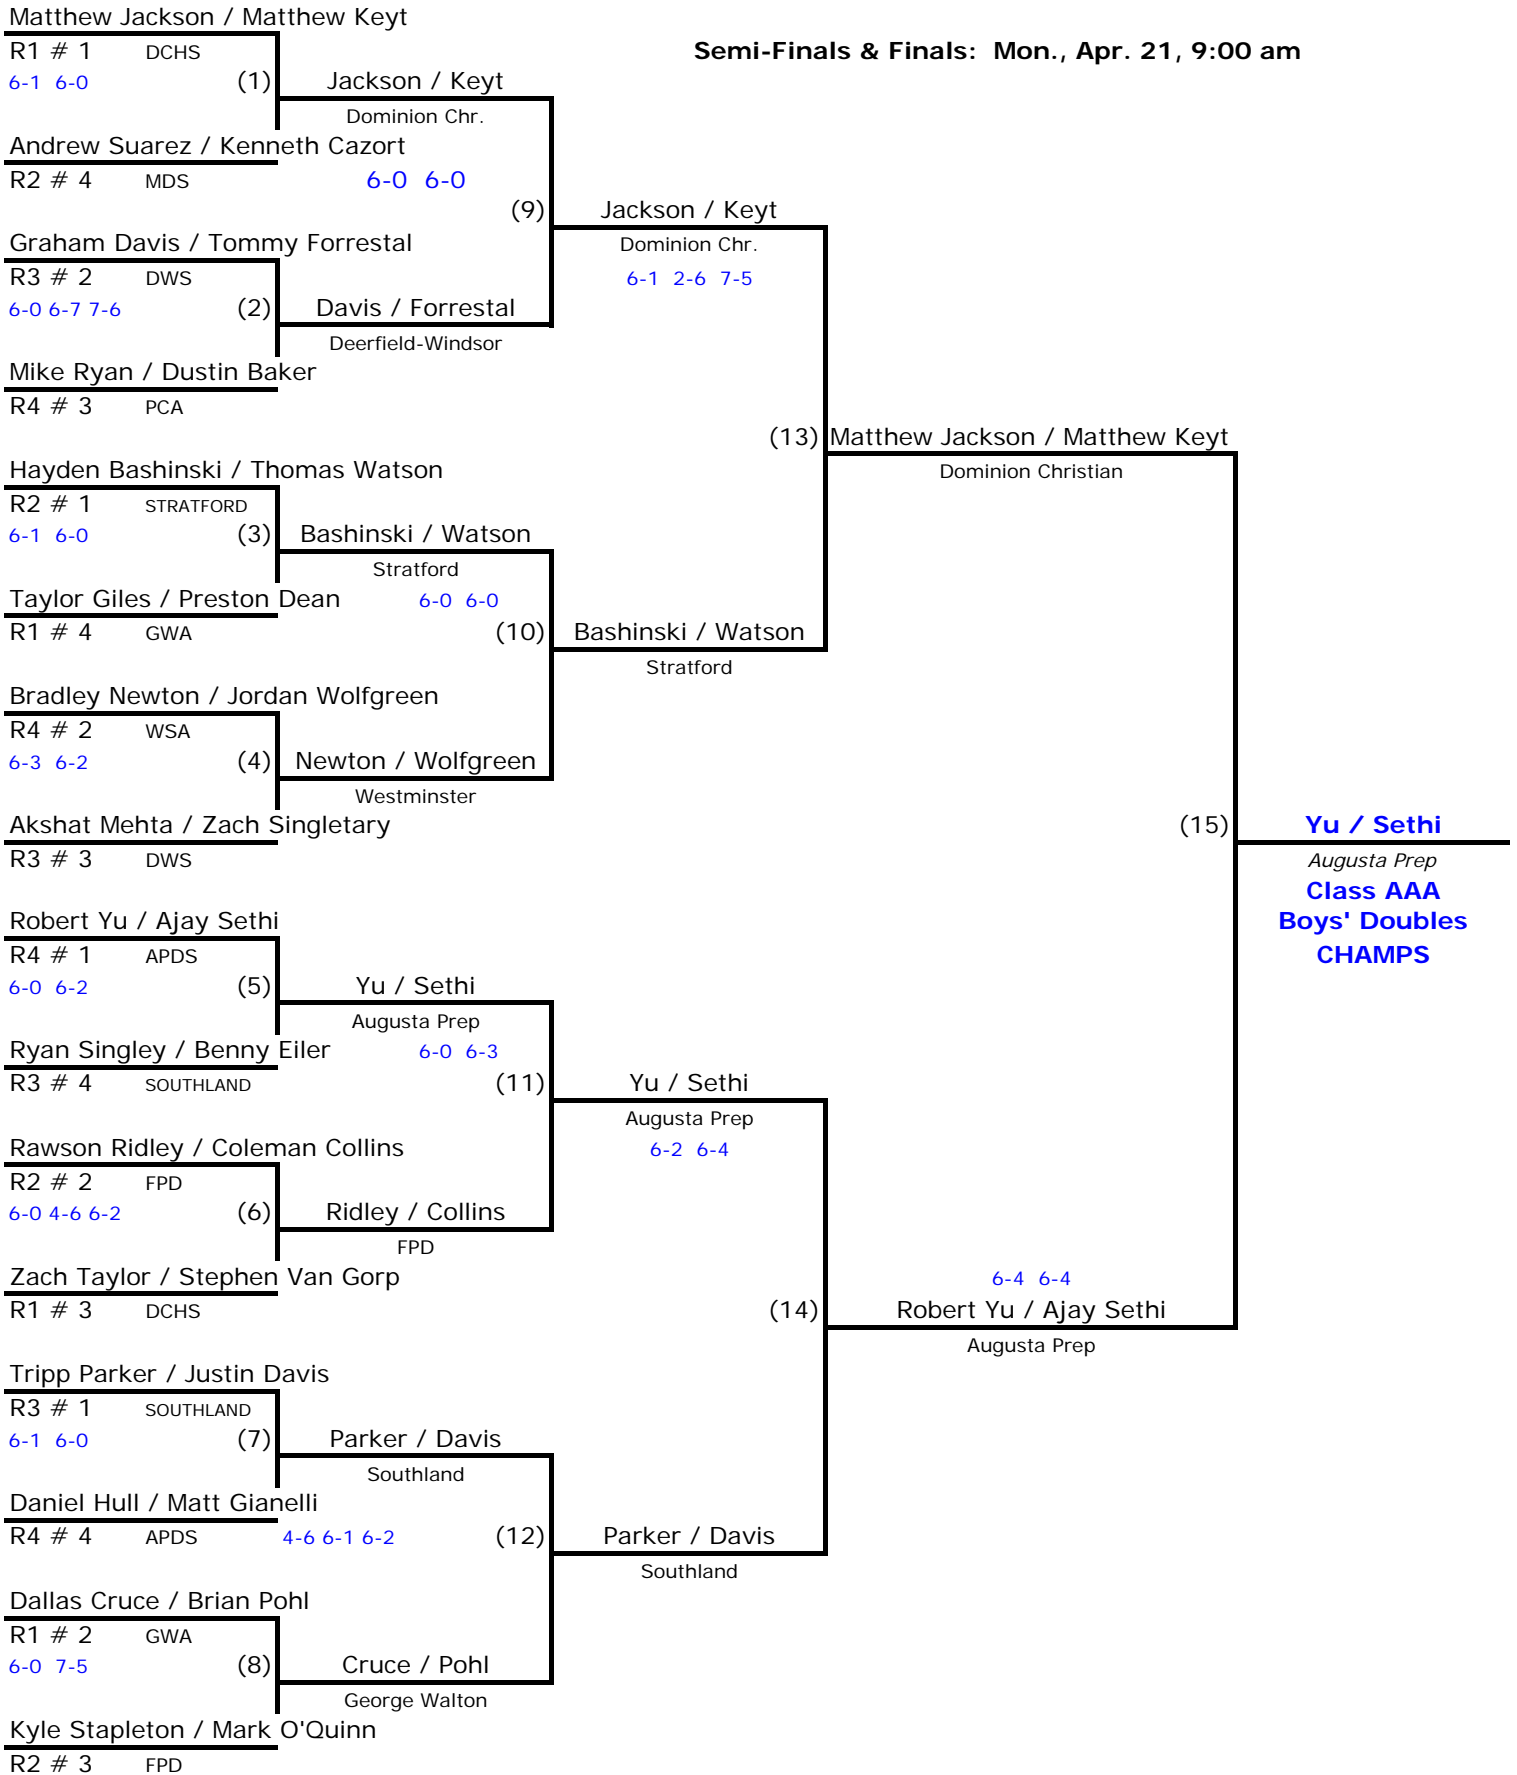 Matthew Jackson / Matthew Keyt
R1 # 1 DCHS
Semi-Finals & Finals: Mon., Apr. 21, 9:00 am
6-1 6-0 (1) Jackson / Keyt
Dominion Chr.
Andrew Suarez / Kenneth Cazort
R2 # 4 MDS 6-0 6-0
(9) Jackson / Keyt
Graham Davis / Tommy Forrestal
Dominion Chr.
R3 # 2 DWS
6-1 2-6 7-5
6-0 6-7 7-6 (2) Davis / Forrestal
Deerfield-Windsor
Mike Ryan / Dustin Baker
R4 # 3 PCA
(13) Matthew Jackson / Matthew Keyt
Dominion Christian
Hayden Bashinski / Thomas Watson
R2 # 1 STRATFORD
6-1 6-0 (3) Bashinski / Watson
Stratford
Taylor Giles / Preston Dean 6-0 6-0
R1 # 4 GWA (10) Bashinski / Watson
Stratford
Bradley Newton / Jordan Wolfgreen
R4 # 2 WSA
6-3 6-2 (4) Newton / Wolfgreen
Westminster
Akshat Mehta / Zach Singletary (15) Yu / Sethi
R3 # 3 DWS Augusta Prep
Class AAA
Boys' Doubles
CHAMPS
Robert Yu / Ajay Sethi
R4 # 1 APDS
6-0 6-2 (5) Yu / Sethi
Augusta Prep
Ryan Singley / Benny Eiler 6-0 6-3
R3 # 4 SOUTHLAND (11) Yu / Sethi
Augusta Prep
Rawson Ridley / Coleman Collins 6-2 6-4
R2 # 2 FPD
6-0 4-6 6-2 (6) Ridley / Collins
FPD
Zach Taylor / Stephen Van Gorp 6-4 6-4
R1 # 3 DCHS (14) Robert Yu / Ajay Sethi
Augusta Prep
Tripp Parker / Justin Davis
R3 # 1 SOUTHLAND
6-1 6-0 (7) Parker / Davis
Southland
Daniel Hull / Matt Gianelli
R4 # 4 APDS 4-6 6-1 6-2 (12) Parker / Davis
Southland
Dallas Cruce / Brian Pohl
R1 # 2 GWA
6-0 7-5 (8) Cruce / Pohl
George Walton
Kyle Stapleton / Mark O'Quinn
R2 # 3 FPD